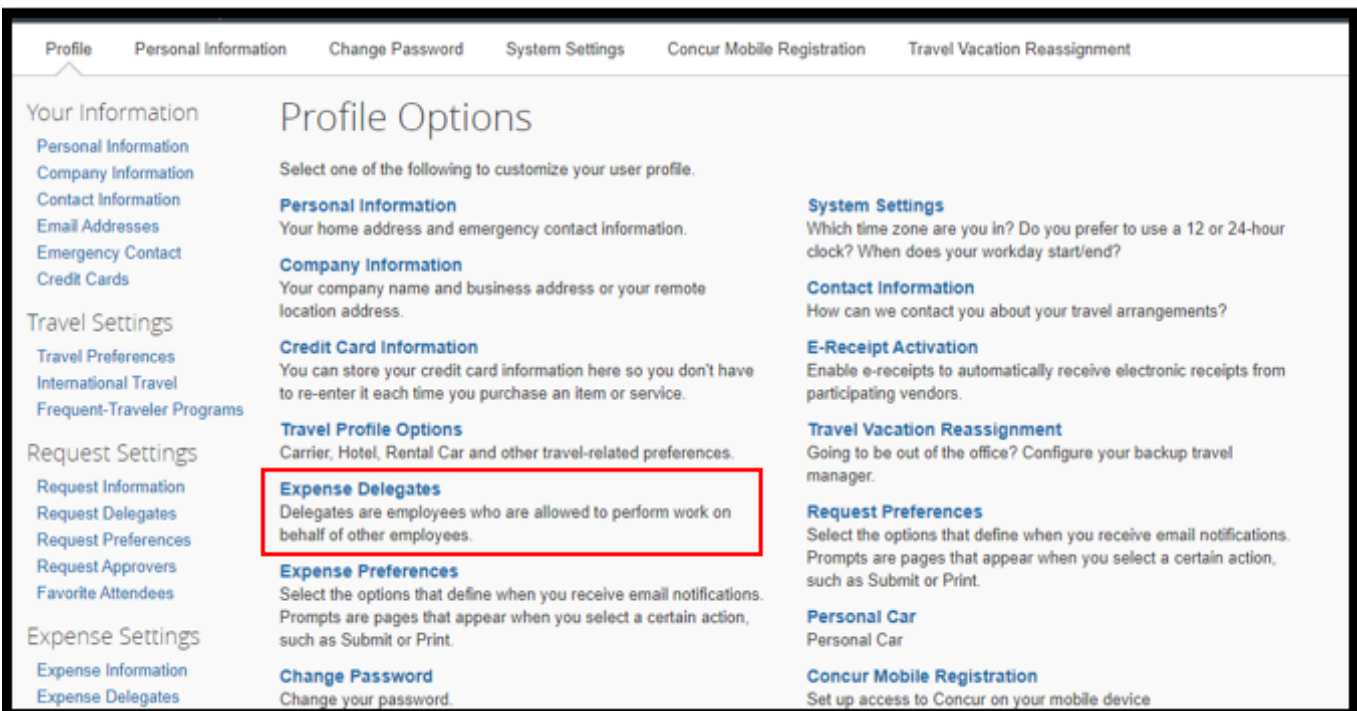 Profile Personal Information Change Password System Settings Concur Mobile Registration Travel Vacation Reassignment
Your Information
Personal Information
Company Information
Contact Information
Email Addresses
Emergency Contact
Credit Cards
Travel Settings
Travel Preferences
International Travel
Frequent-Traveler Programs
Request Settings
Request Information
Request Delegates
Request Preferences
Request Approvers
Favorite Attendees
Expense Settings
Expense Information
Expense Delegates
Profile Options
Select one of the following to customize your user profile.
Personal Information
Your home address and emergency contact information.
Company Information
Your company name and business address or your remote
location address.
Credit Card Information
You can store your credit card information here so you don't have
to re-enter it each time you purchase an item or service.
Travel Profile Options
Carrier, Hotel, Rental Car and other travel-related preferences.
Expense Delegates
Delegates are employees who are allowed to perform work on
behalf of other employees.
Expense Preferences
Select the options that define when you receive email notifications.
Prompts are pages that appear when you select a certain action,
such as Submit or Print.
Change Password
Change your password.
System Settings
Which time zone are you in? Do you prefer to use a 12 or 24-hour
clock? When does your workday start/end?
Contact Information
How can we contact you about your travel arrangements?
E-Receipt Activation
Enable e-receipts to automatically receive electronic receipts from
participating vendors.
Travel Vacation Reassignment
Going to be out of the office? Configure your backup travel
manager.
Request Preferences
Select the options that define when you receive email notifications.
Prompts are pages that appear when you select a certain action,
such as Submit or Print.
Personal Car
Personal Car
Concur Mobile Registration
Set up access to Concur on your mobile device